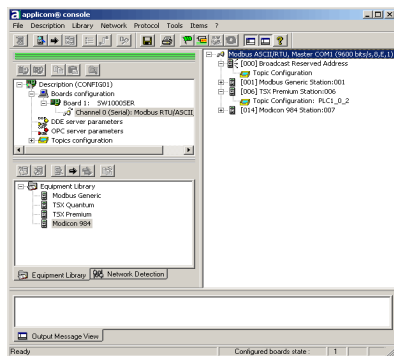 applicom® console
File Description Library Network Protocol Tools Items ?
Description (CONFIG01)
Boards configuration
Board 1: SW1000SER
Channel 0 (Serial): Modbus RTU/ASCII
DDE server parameters
OPC server parameters
Topics configuration
Equipment Library
Modbus Generic
TSX Quantum
TSX Premium
Modicon 984
Equipment Library Network Detection
Modbus ASCII/RTU, Master COM1 (9600 bits/s,8,E,1)
[000] Broadcast Reserved Address
Topic Configuration
[001] Modbus Generic Station:001
[006] TSX Premium Station:006
Topic Configuration: PLC1_0_2
[014] Modicon 984 Station:007
Output Message View
Ready Configured boards state : 1